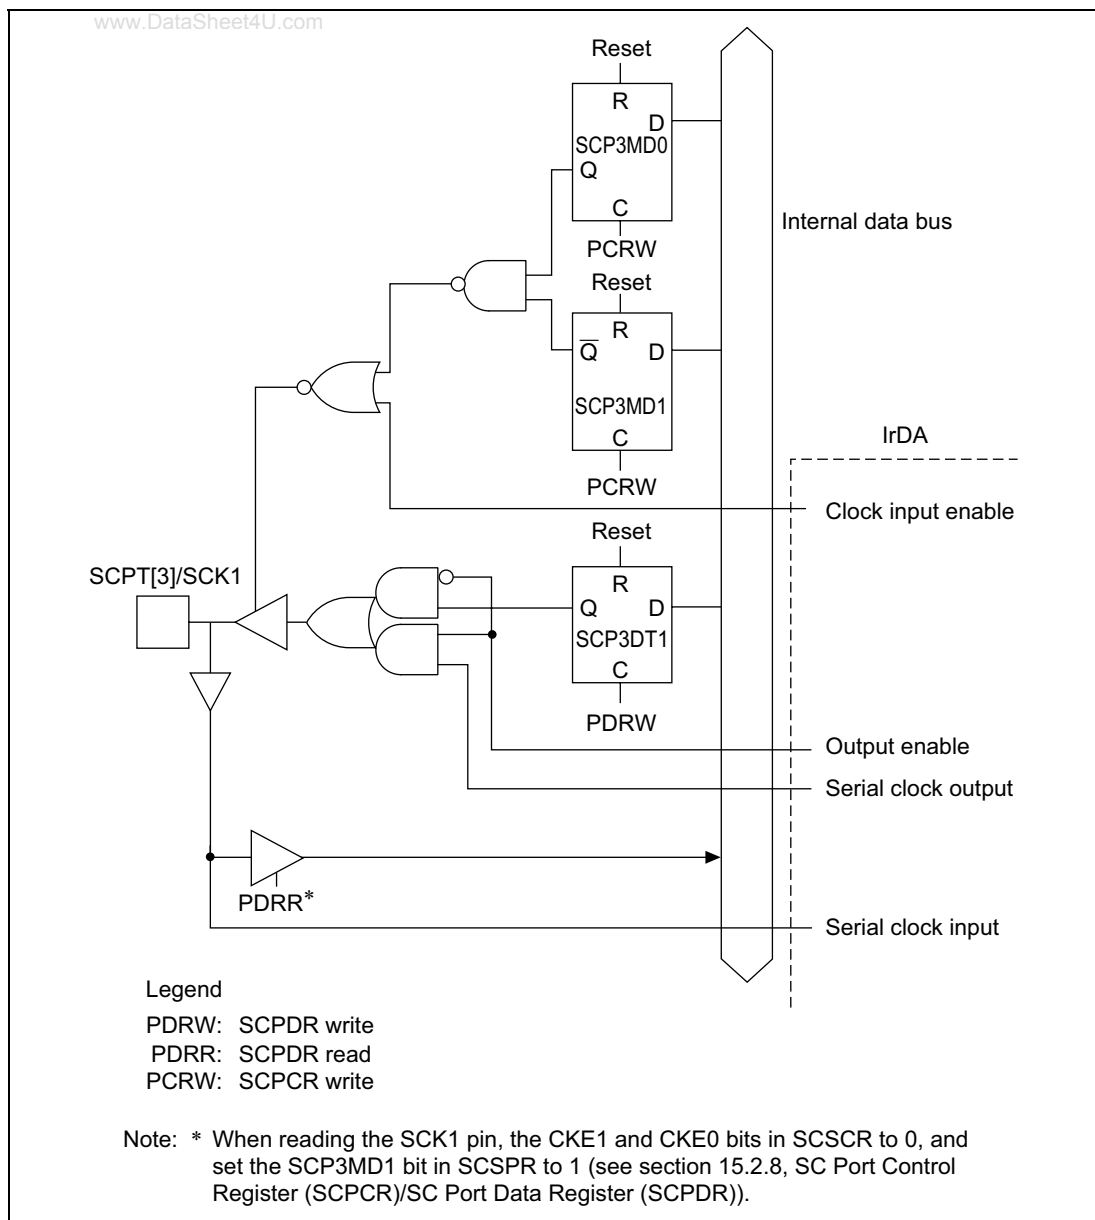 www.DataSheet4U.com
Reset
R
D
SCP3MD0
Q
C
PCRW
Internal data bus
Reset
R
Q̅ D
SCP3MD1
C
PCRW
IrDA
Clock input enable
Reset
SCPT[3]/SCK1
R
Q D
SCP3DT1
C
PDRW
Output enable
Serial clock output
PDRR*
Serial clock input
Legend
PDRW: SCPDR write
PDRR: SCPDR read
PCRW: SCPCR write
Note: * When reading the SCK1 pin, the CKE1 and CKE0 bits in SCSCR to 0, and
set the SCP3MD1 bit in SCSPR to 1 (see section 15.2.8, SC Port Control
Register (SCPCR)/SC Port Data Register (SCPDR)).